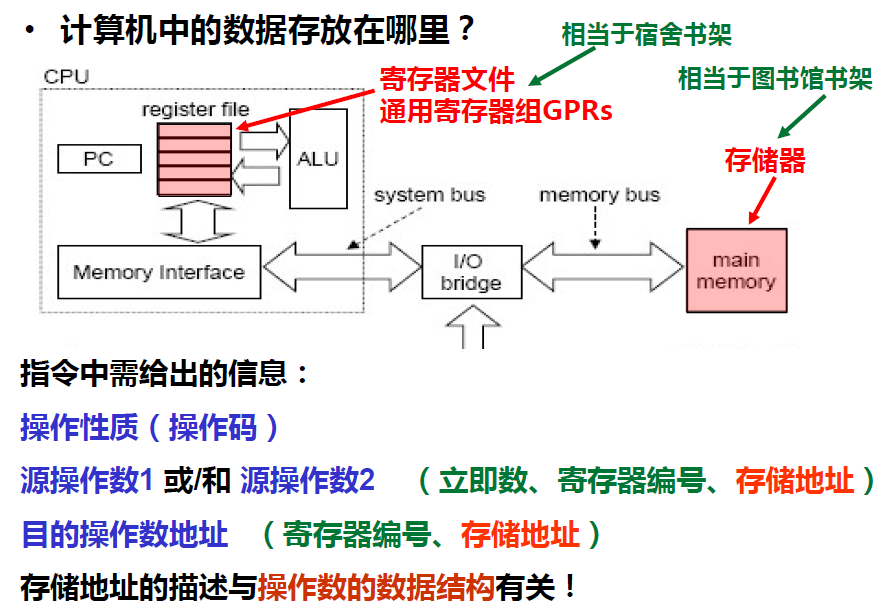 • 计算机中的数据存放在哪里？
相当于宿舍书架
相当于图书馆书架
CPU
寄存器文件
通用寄存器组GPRs
register file
存储器
PC
ALU
system bus
memory bus
Memory Interface
I/O
bridge
main
memory
指令中需给出的信息：
操作性质（操作码）
源操作数1 或/和 源操作数2 （立即数、寄存器编号、存储地址）
目的操作数地址 （寄存器编号、存储地址）
存储地址的描述与操作数的数据结构有关！